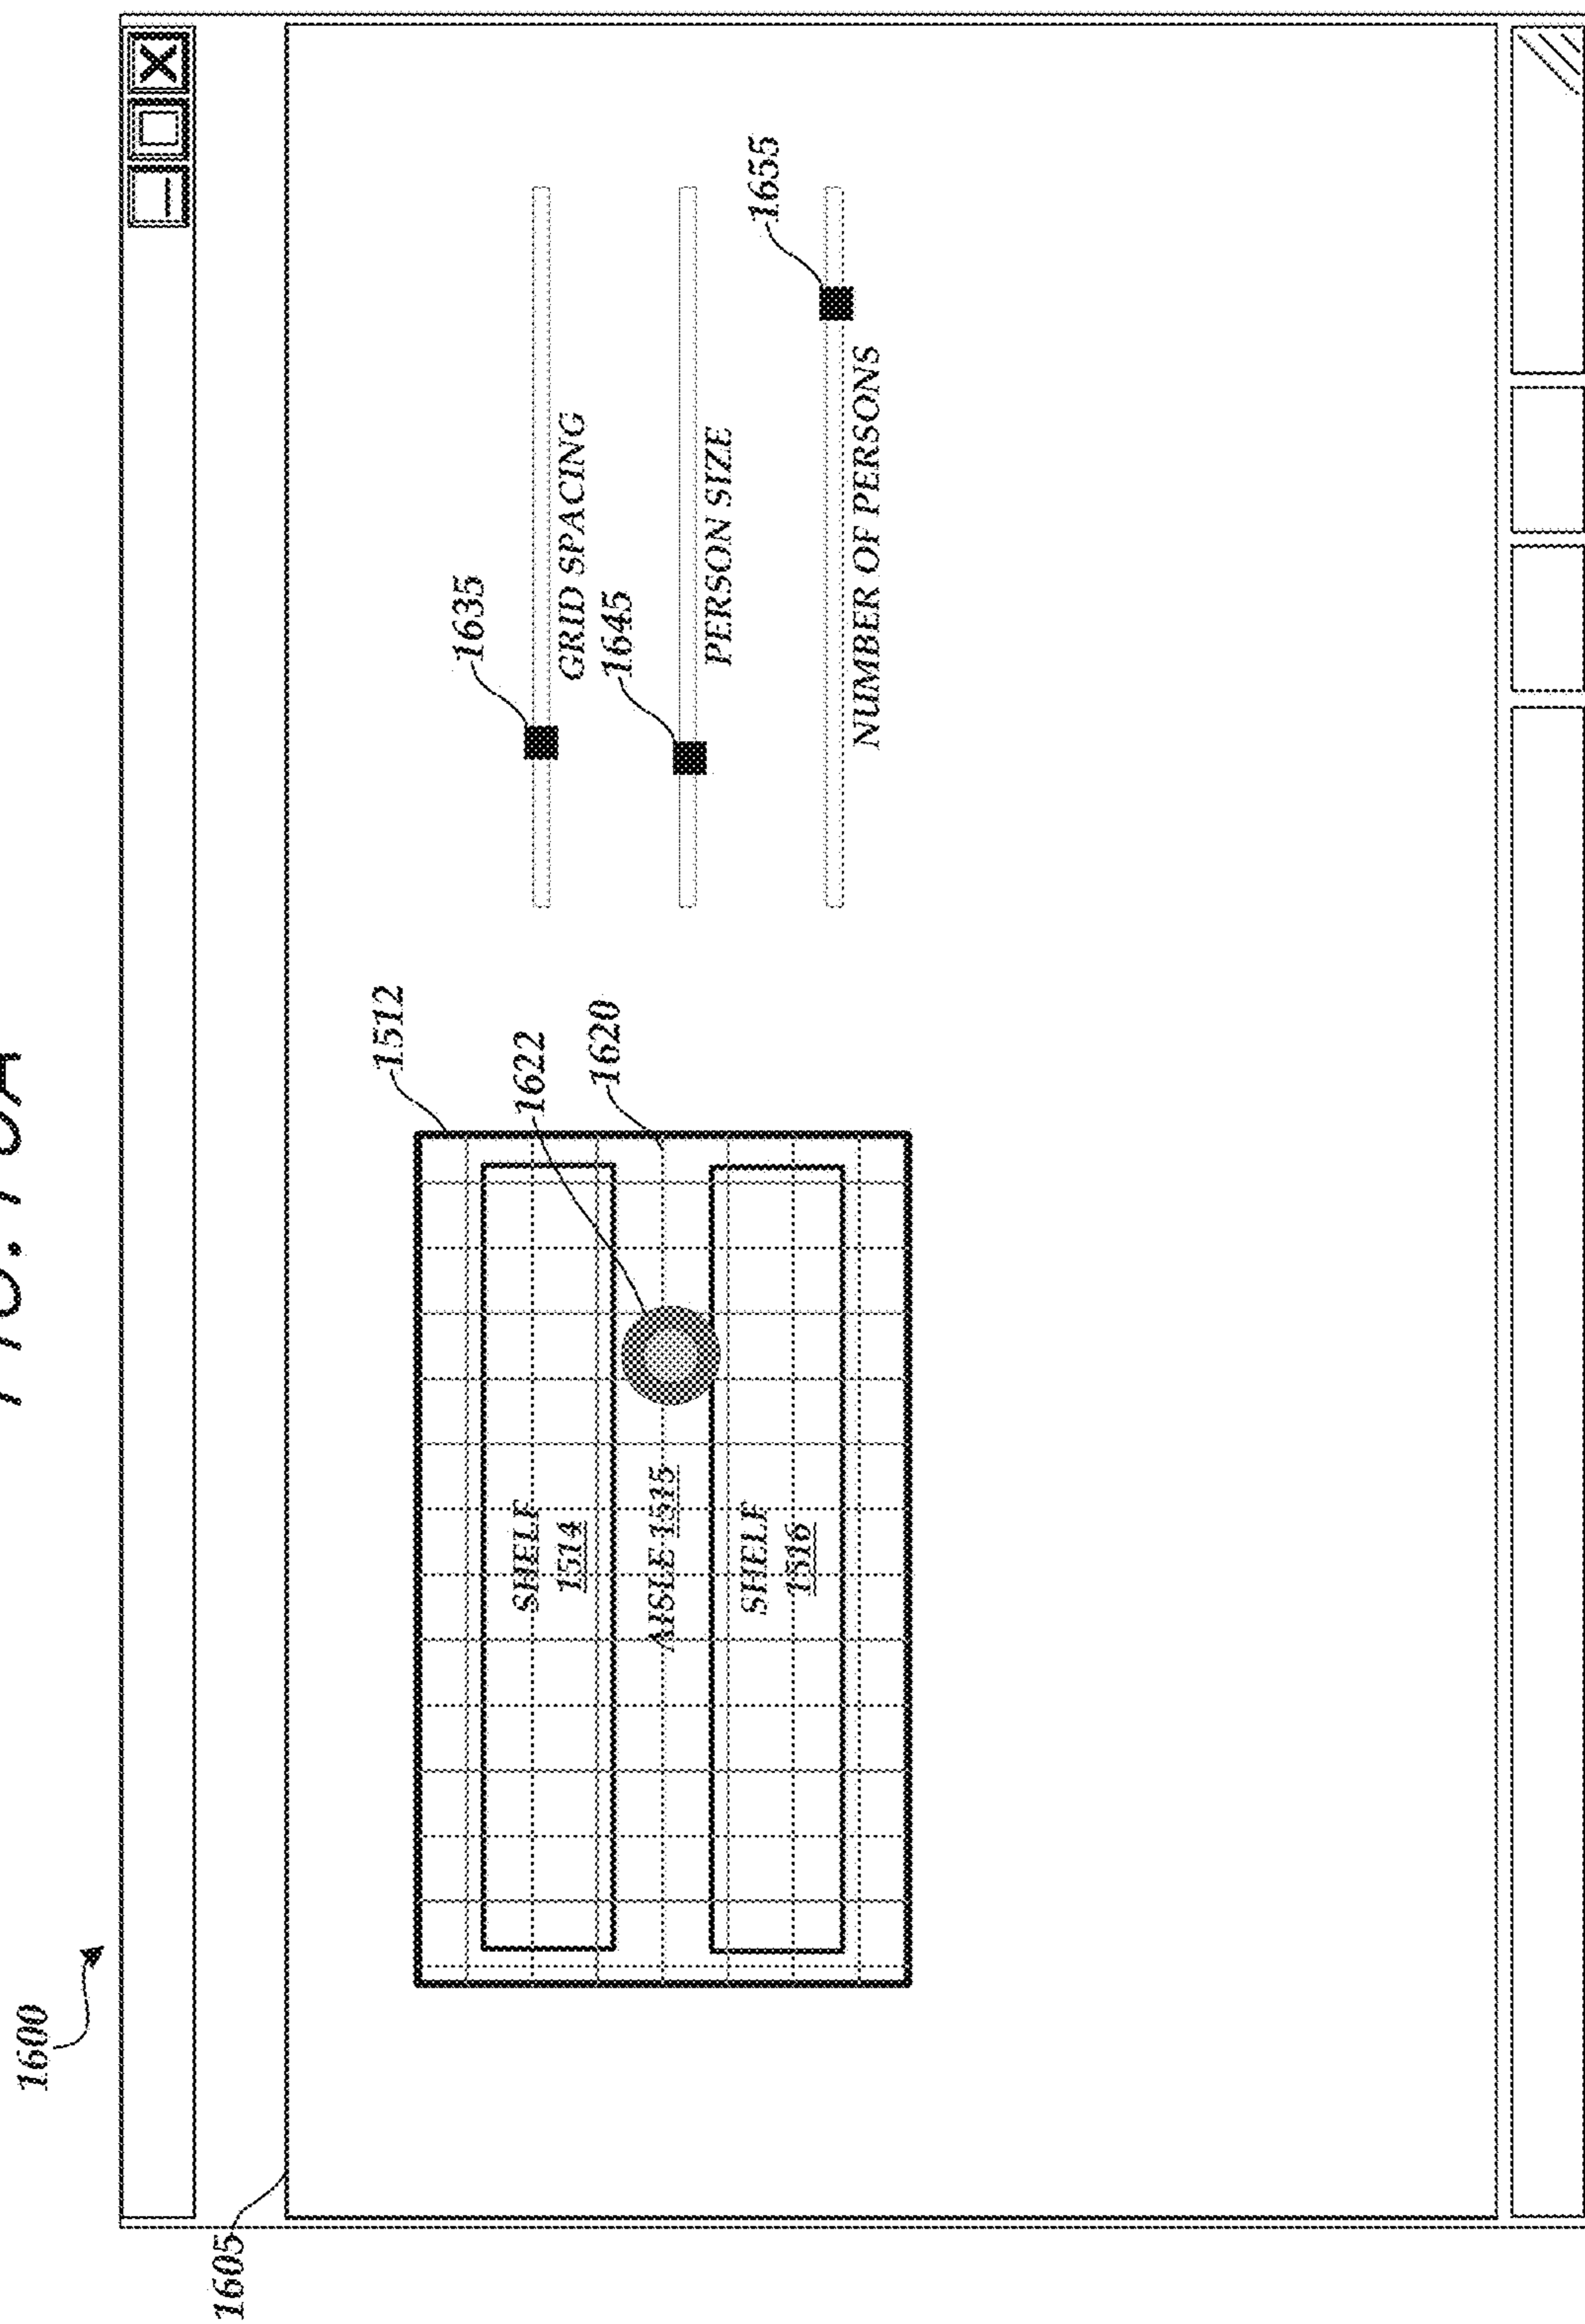 1600
1605
1512
1622
1620
SHELF
1514
AISLE 1515
SHELF
1516
1635
GRID SPACING
1645
PERSON SIZE
1655
NUMBER OF PERSONS